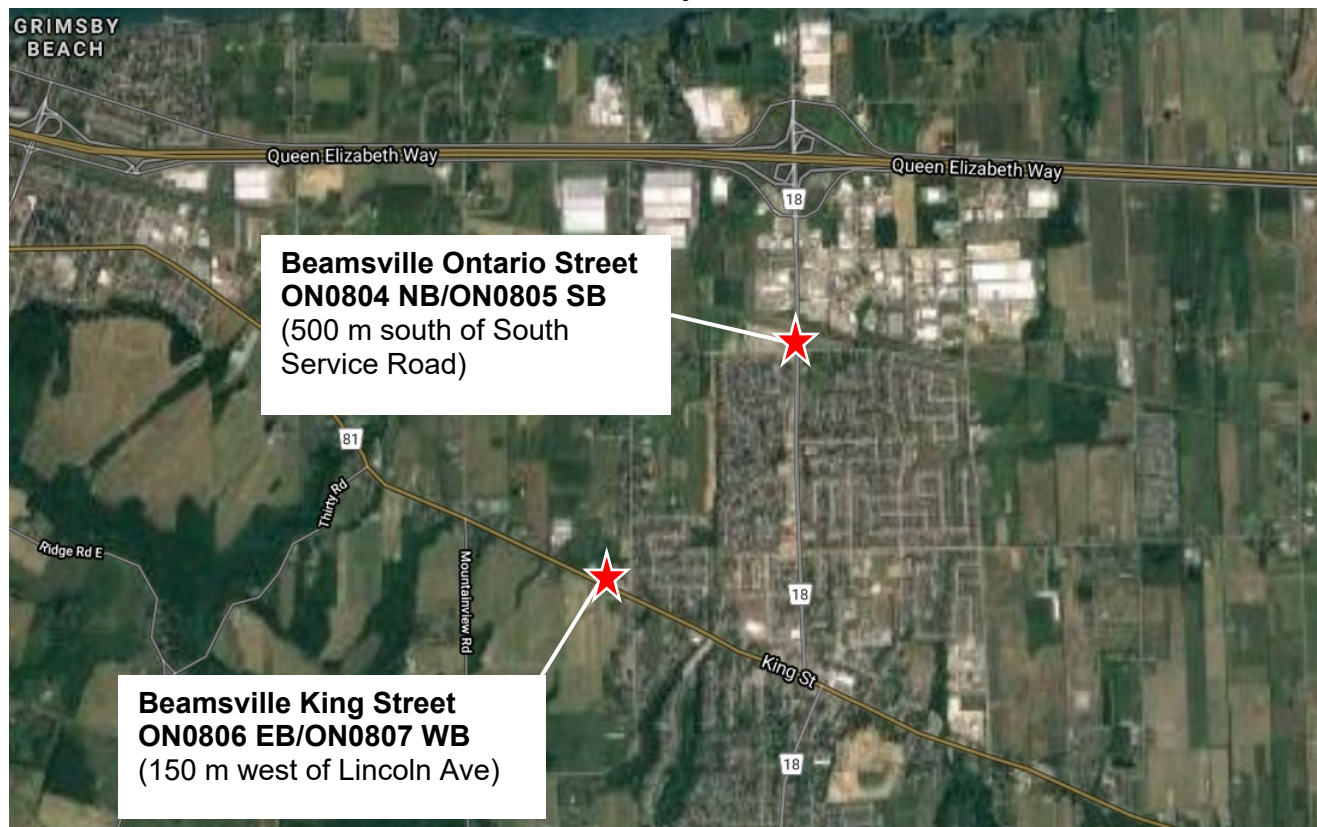 GRIMSBY
BEACH
Queen Elizabeth Way
Queen Elizabeth Way
18
Beamsville Ontario Street
ON0804 NB/ON0805 SB
(500 m south of South
Service Road)
81
Thirty Rd
Ridge Rd E
Mountainview Rd
18
King St
Beamsville King Street
ON0806 EB/ON0807 WB
(150 m west of Lincoln Ave)
18